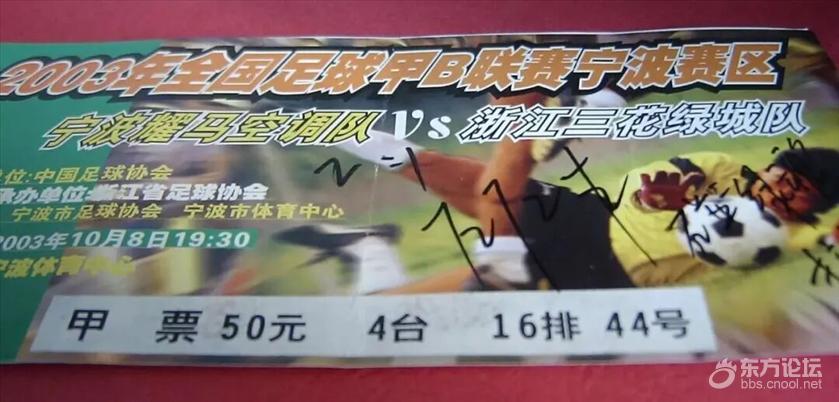 2003年全国足球甲B联赛宁波赛区
宁波耀马空调队 Vs 浙江三花绿城队
位:中国足球协会
承办单位:浙江省足球协会
宁波市足球协会 宁波市体育中心
2003年10月8日19:30
宁波体育中心
2:1
甲 票 50元 4台 16排 44号
东方论坛
bbs.cnool.net